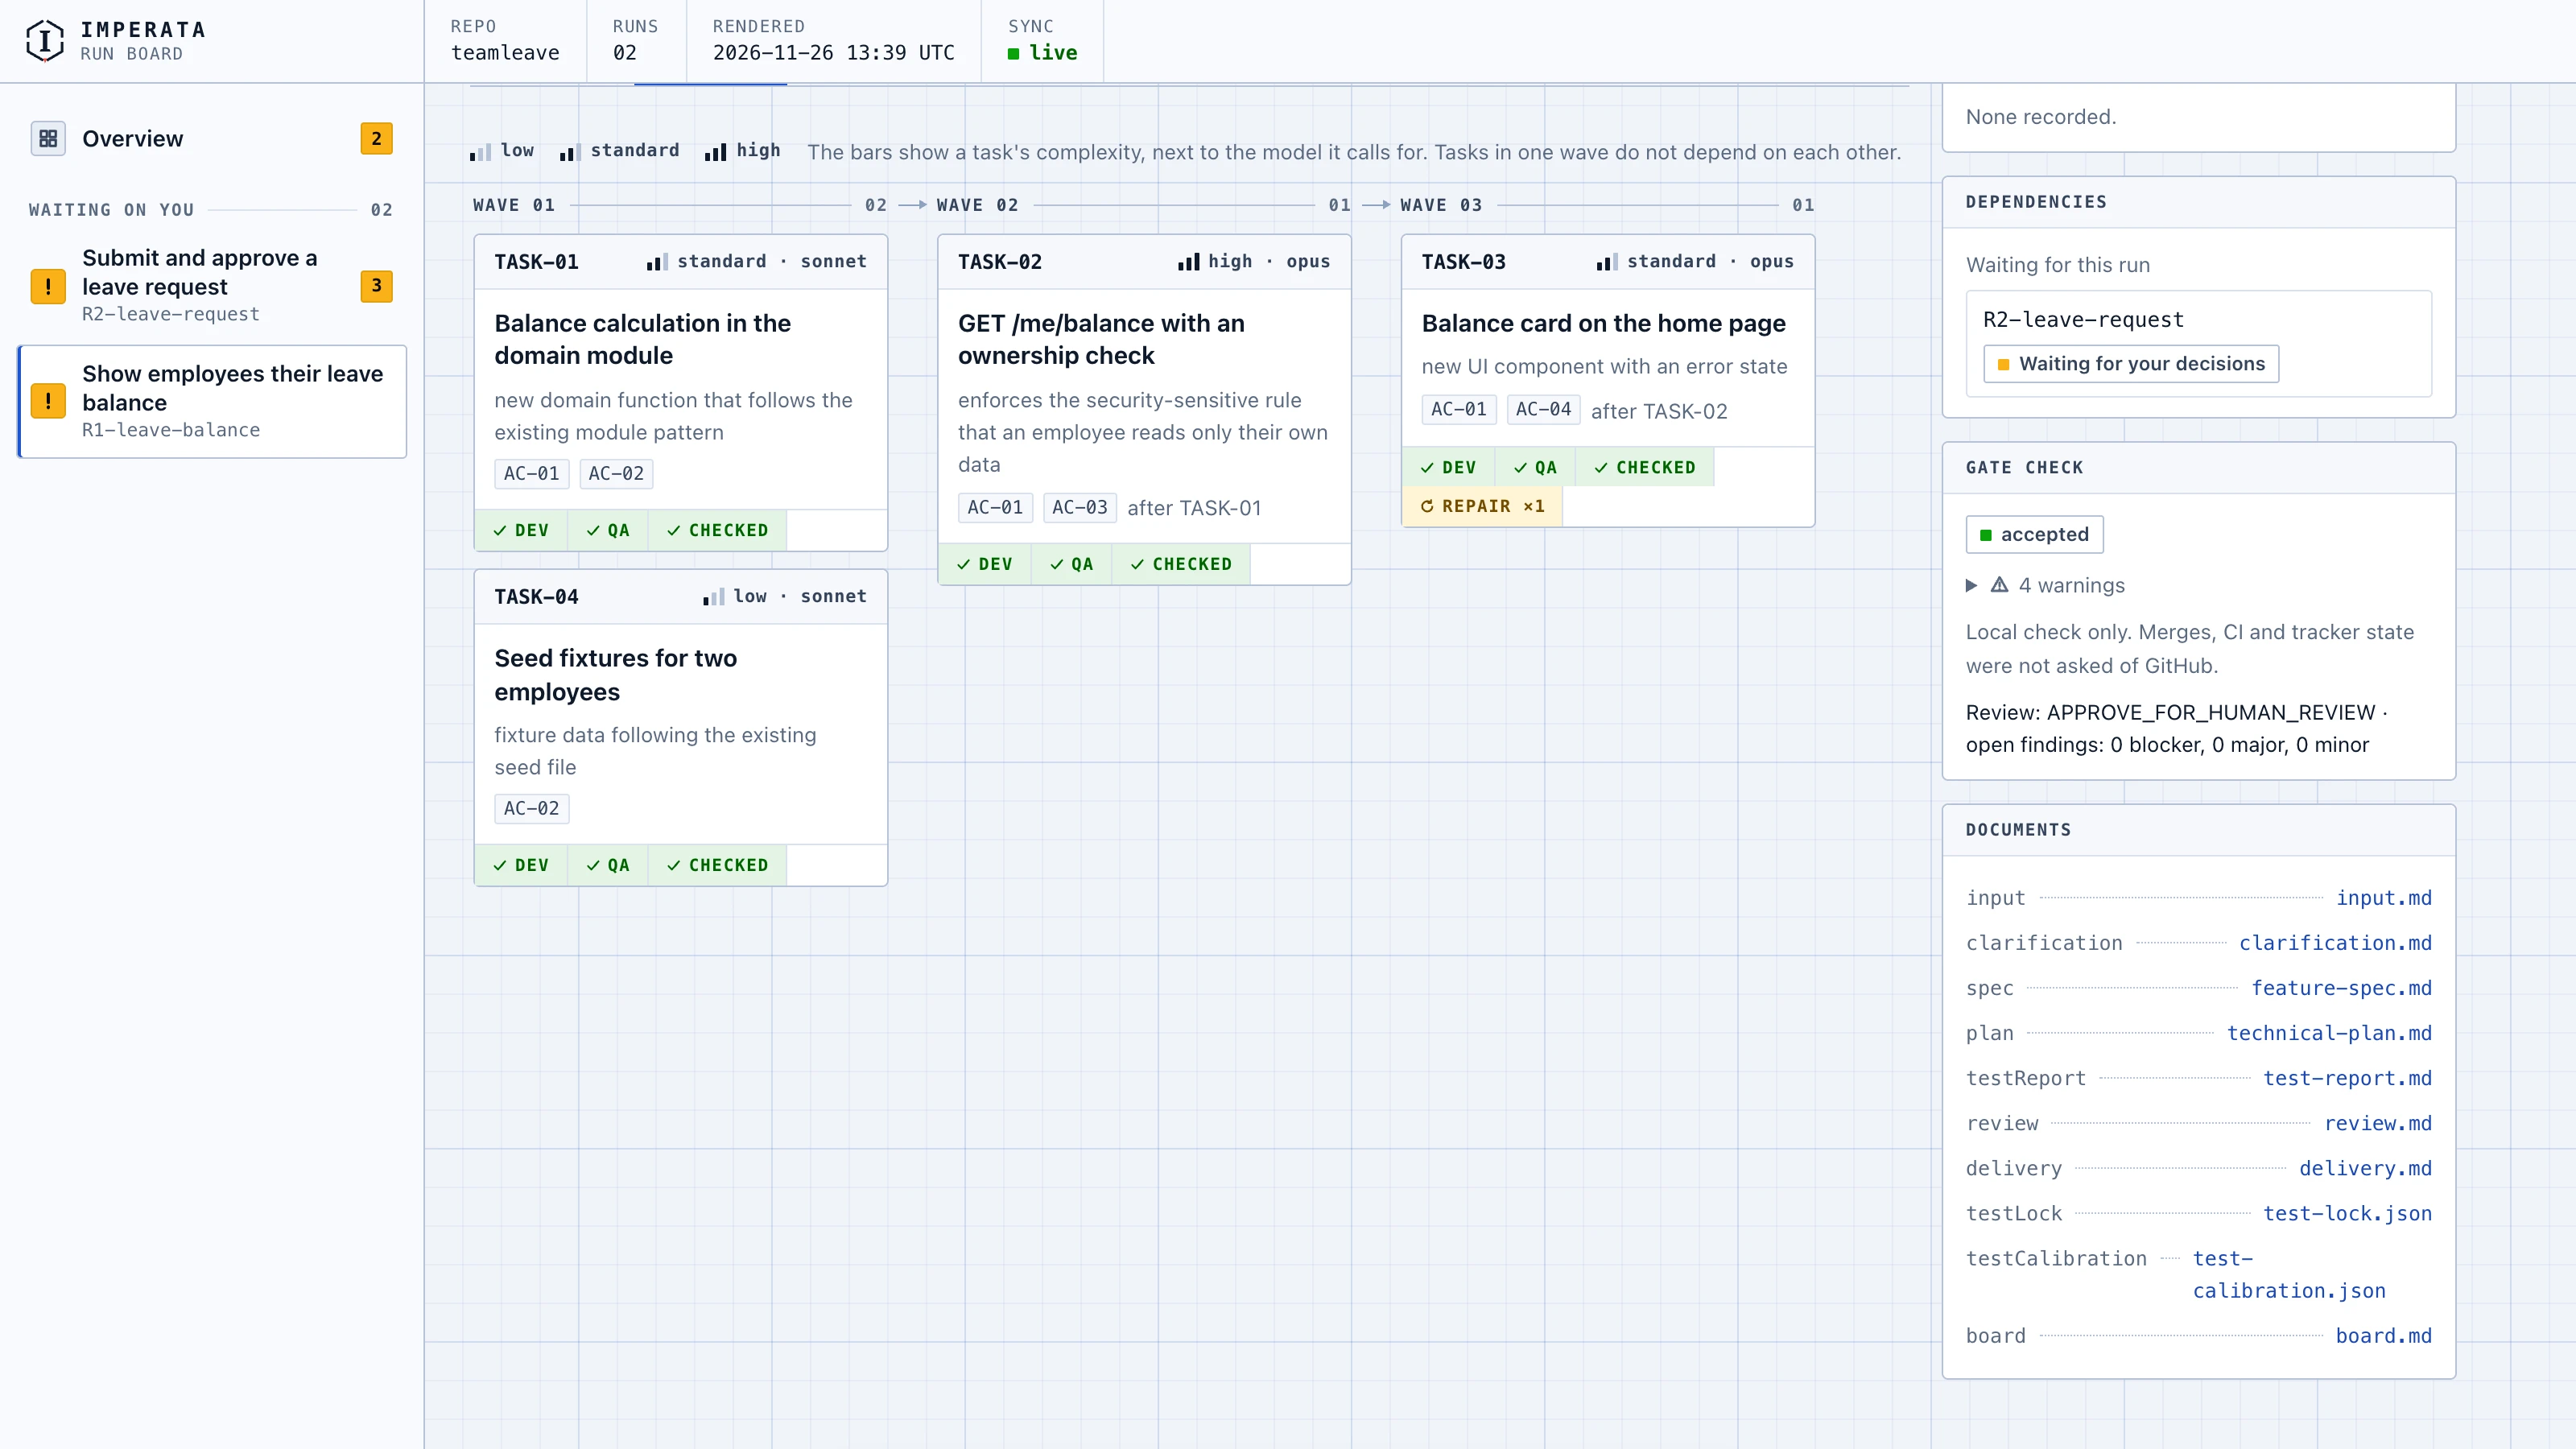 IMPERATA
RUN BOARD
REPO
teamleave
RUNS
02
RENDERED
2026-11-26 13:39 UTC
SYNC
live
Overview
2
WAITING ON YOU
02
Submit and approve a
leave request
R2-leave-request
3
Show employees their leave
balance
R1-leave-balance
low
standard
high
The bars show a task's complexity, next to the model it calls for. Tasks in one wave do not depend on each other.
WAVE 01
02
WAVE 02
01
WAVE 03
01
TASK-01
standard · sonnet
Balance calculation in the
domain module
new domain function that follows the
existing module pattern
AC-01
AC-02
DEV
QA
CHECKED
TASK-04
low · sonnet
Seed fixtures for two
employees
fixture data following the existing
seed file
AC-02
DEV
QA
CHECKED
TASK-02
high · opus
GET /me/balance with an
ownership check
enforces the security-sensitive rule
that an employee reads only their own
data
AC-01
AC-03
after TASK-01
DEV
QA
CHECKED
TASK-03
standard · opus
Balance card on the home page
new UI component with an error state
AC-01
AC-04
after TASK-02
DEV
QA
CHECKED
REPAIR ×1
None recorded.
DEPENDENCIES
Waiting for this run
R2-leave-request
Waiting for your decisions
GATE CHECK
accepted
4 warnings
Local check only. Merges, CI and tracker state
were not asked of GitHub.
Review: APPROVE_FOR_HUMAN_REVIEW ·
open findings: 0 blocker, 0 major, 0 minor
DOCUMENTS
input
input.md
clarification
clarification.md
spec
feature-spec.md
plan
technical-plan.md
testReport
test-report.md
review
review.md
delivery
delivery.md
testLock
test-lock.json
testCalibration
test-
calibration.json
board
board.md